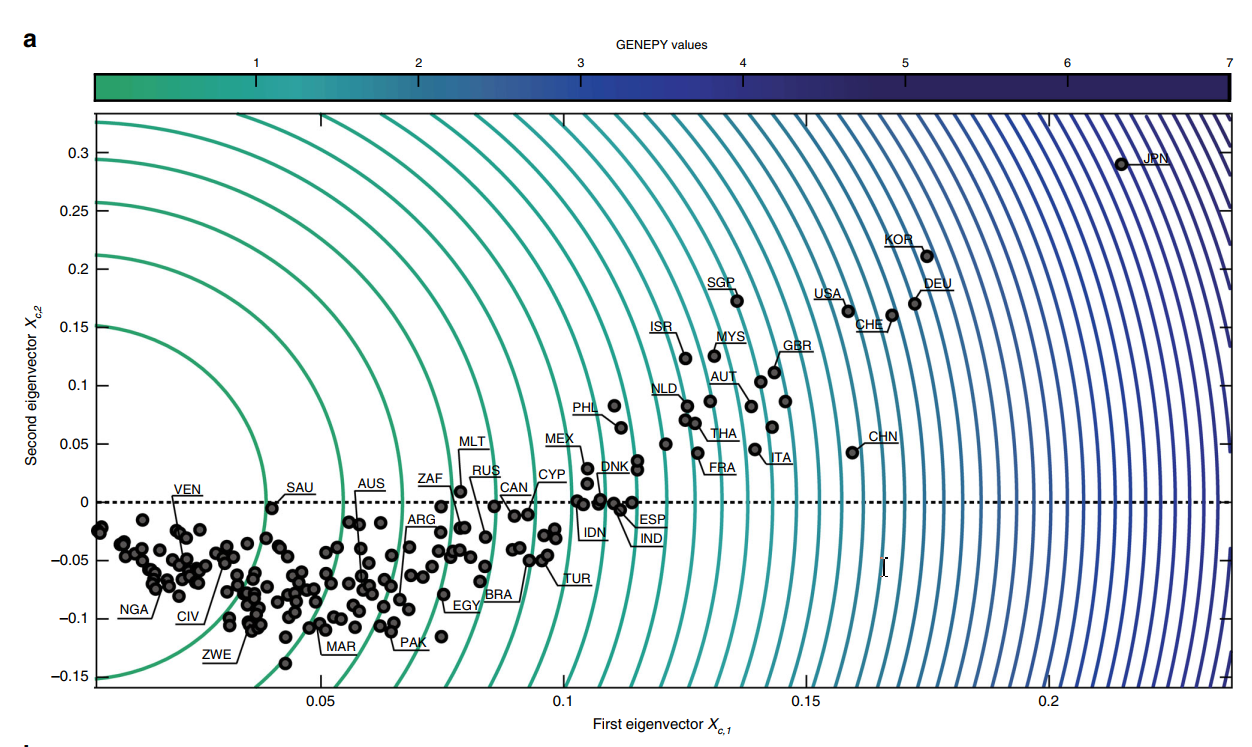 a
GENEPY values
1 2 3 4 5 6 7
Second eigenvector Xc,2
0.3
0.25
0.2
0.15
0.1
0.05
0
−0.05
−0.1
−0.15
JPN
KOR
DEU
SGP
USA
CHE
ISR
MYS
GBR
NLD
AUT
PHL
THA
MEX
MLT
CHN
ITA
FRA
ZAF
RUS
CYP
DNK
VEN
SAU
AUS
CAN
ARG
ESP
IDN
IND
TUR
NGA
CIV
EGY
BRA
ZWE
MAR
PAK
0.05 0.1 0.15 0.2
First eigenvector Xc,1